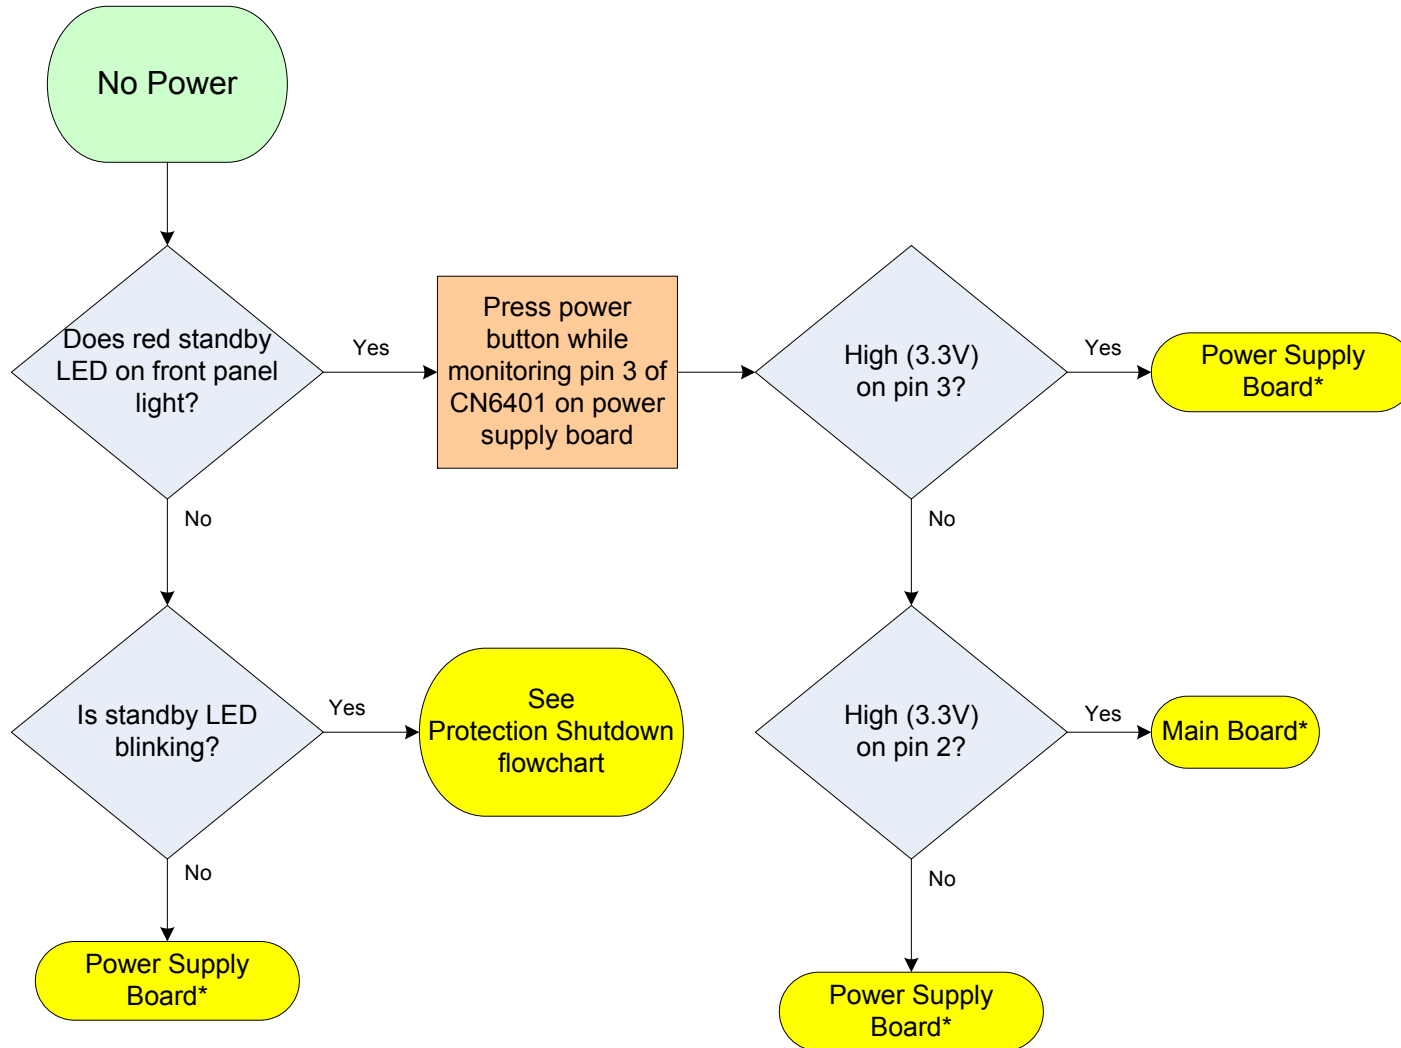 No Power
Does red standby
LED on front panel
light?
Yes
Press power
button while
monitoring pin 3 of
CN6401 on power
supply board
High (3.3V)
on pin 3?
Yes
Power Supply
Board*
No
No
Is standby LED
blinking?
Yes
See
Protection Shutdown
flowchart
High (3.3V)
on pin 2?
Yes
Main Board*
No
No
Power Supply
Board*
Power Supply
Board*